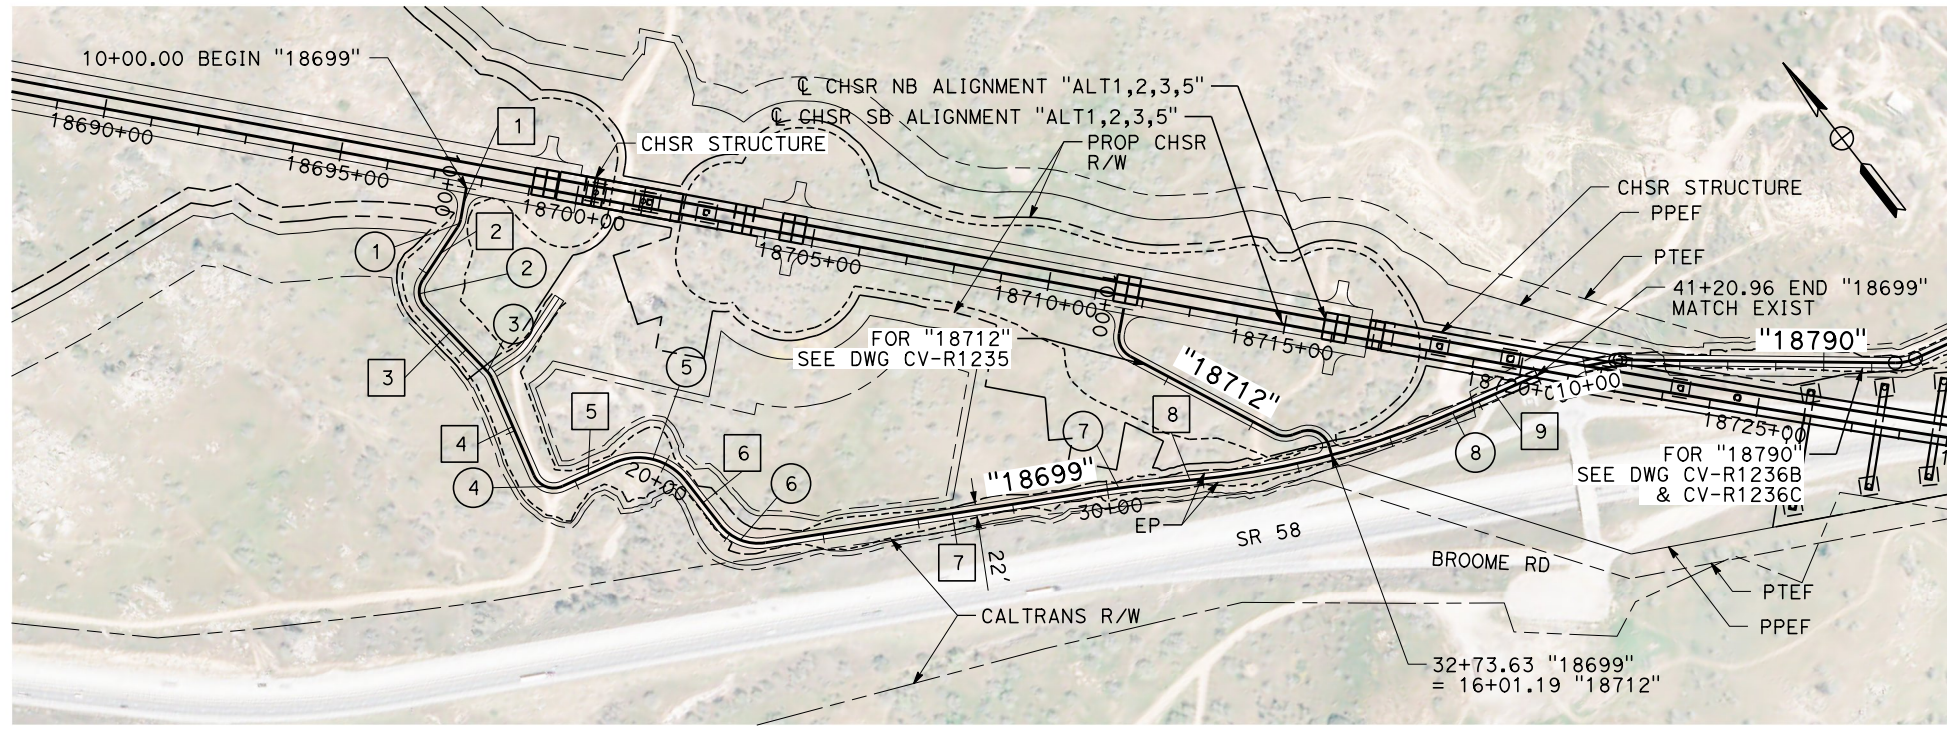 10+00.00 BEGIN "18699"
℄ CHSR NB ALIGNMENT "ALT1,2,3,5"
℄ CHSR SB ALIGNMENT "ALT1,2,3,5"
PROP CHSR
R/W
CHSR STRUCTURE
CHSR STRUCTURE
PPEF
PTEF
41+20.96 END "18699"
MATCH EXIST
"18790"
18690+00
18695+00
18700+00
18705+00
18710+00
18715+00
18725+00
10+00
1
2
3
4
5
6
7
8
9
1
2
3
4
5
6
7
8
FOR "18712"
SEE DWG CV-R1235
"18712"
"18699"
20+00
30+00
EP
22'
SR 58
BROOME RD
FOR "18790"
SEE DWG CV-R1236B
& CV-R1236C
CALTRANS R/W
PTEF
PPEF
32+73.63 "18699"
= 16+01.19 "18712"